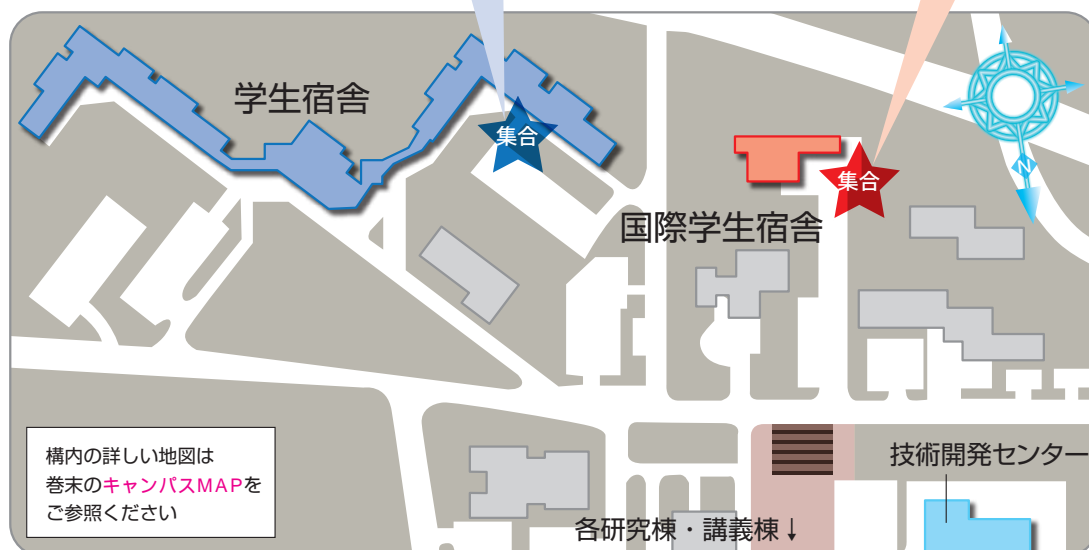 学生宿舎
集合
集合
国際学生宿舎
N
技術開発センター
構内の詳しい地図は
巻末のキャンパスMAPを
ご参照ください
各研究棟・講義棟↓